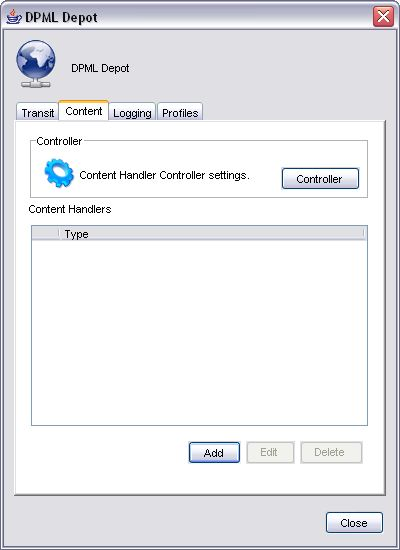 DPML Depot
DPML Depot
Transit Content Logging Profiles
Controller
Content Handler Controller settings. Controller
Content Handlers
Type
Add Edit Delete
Close